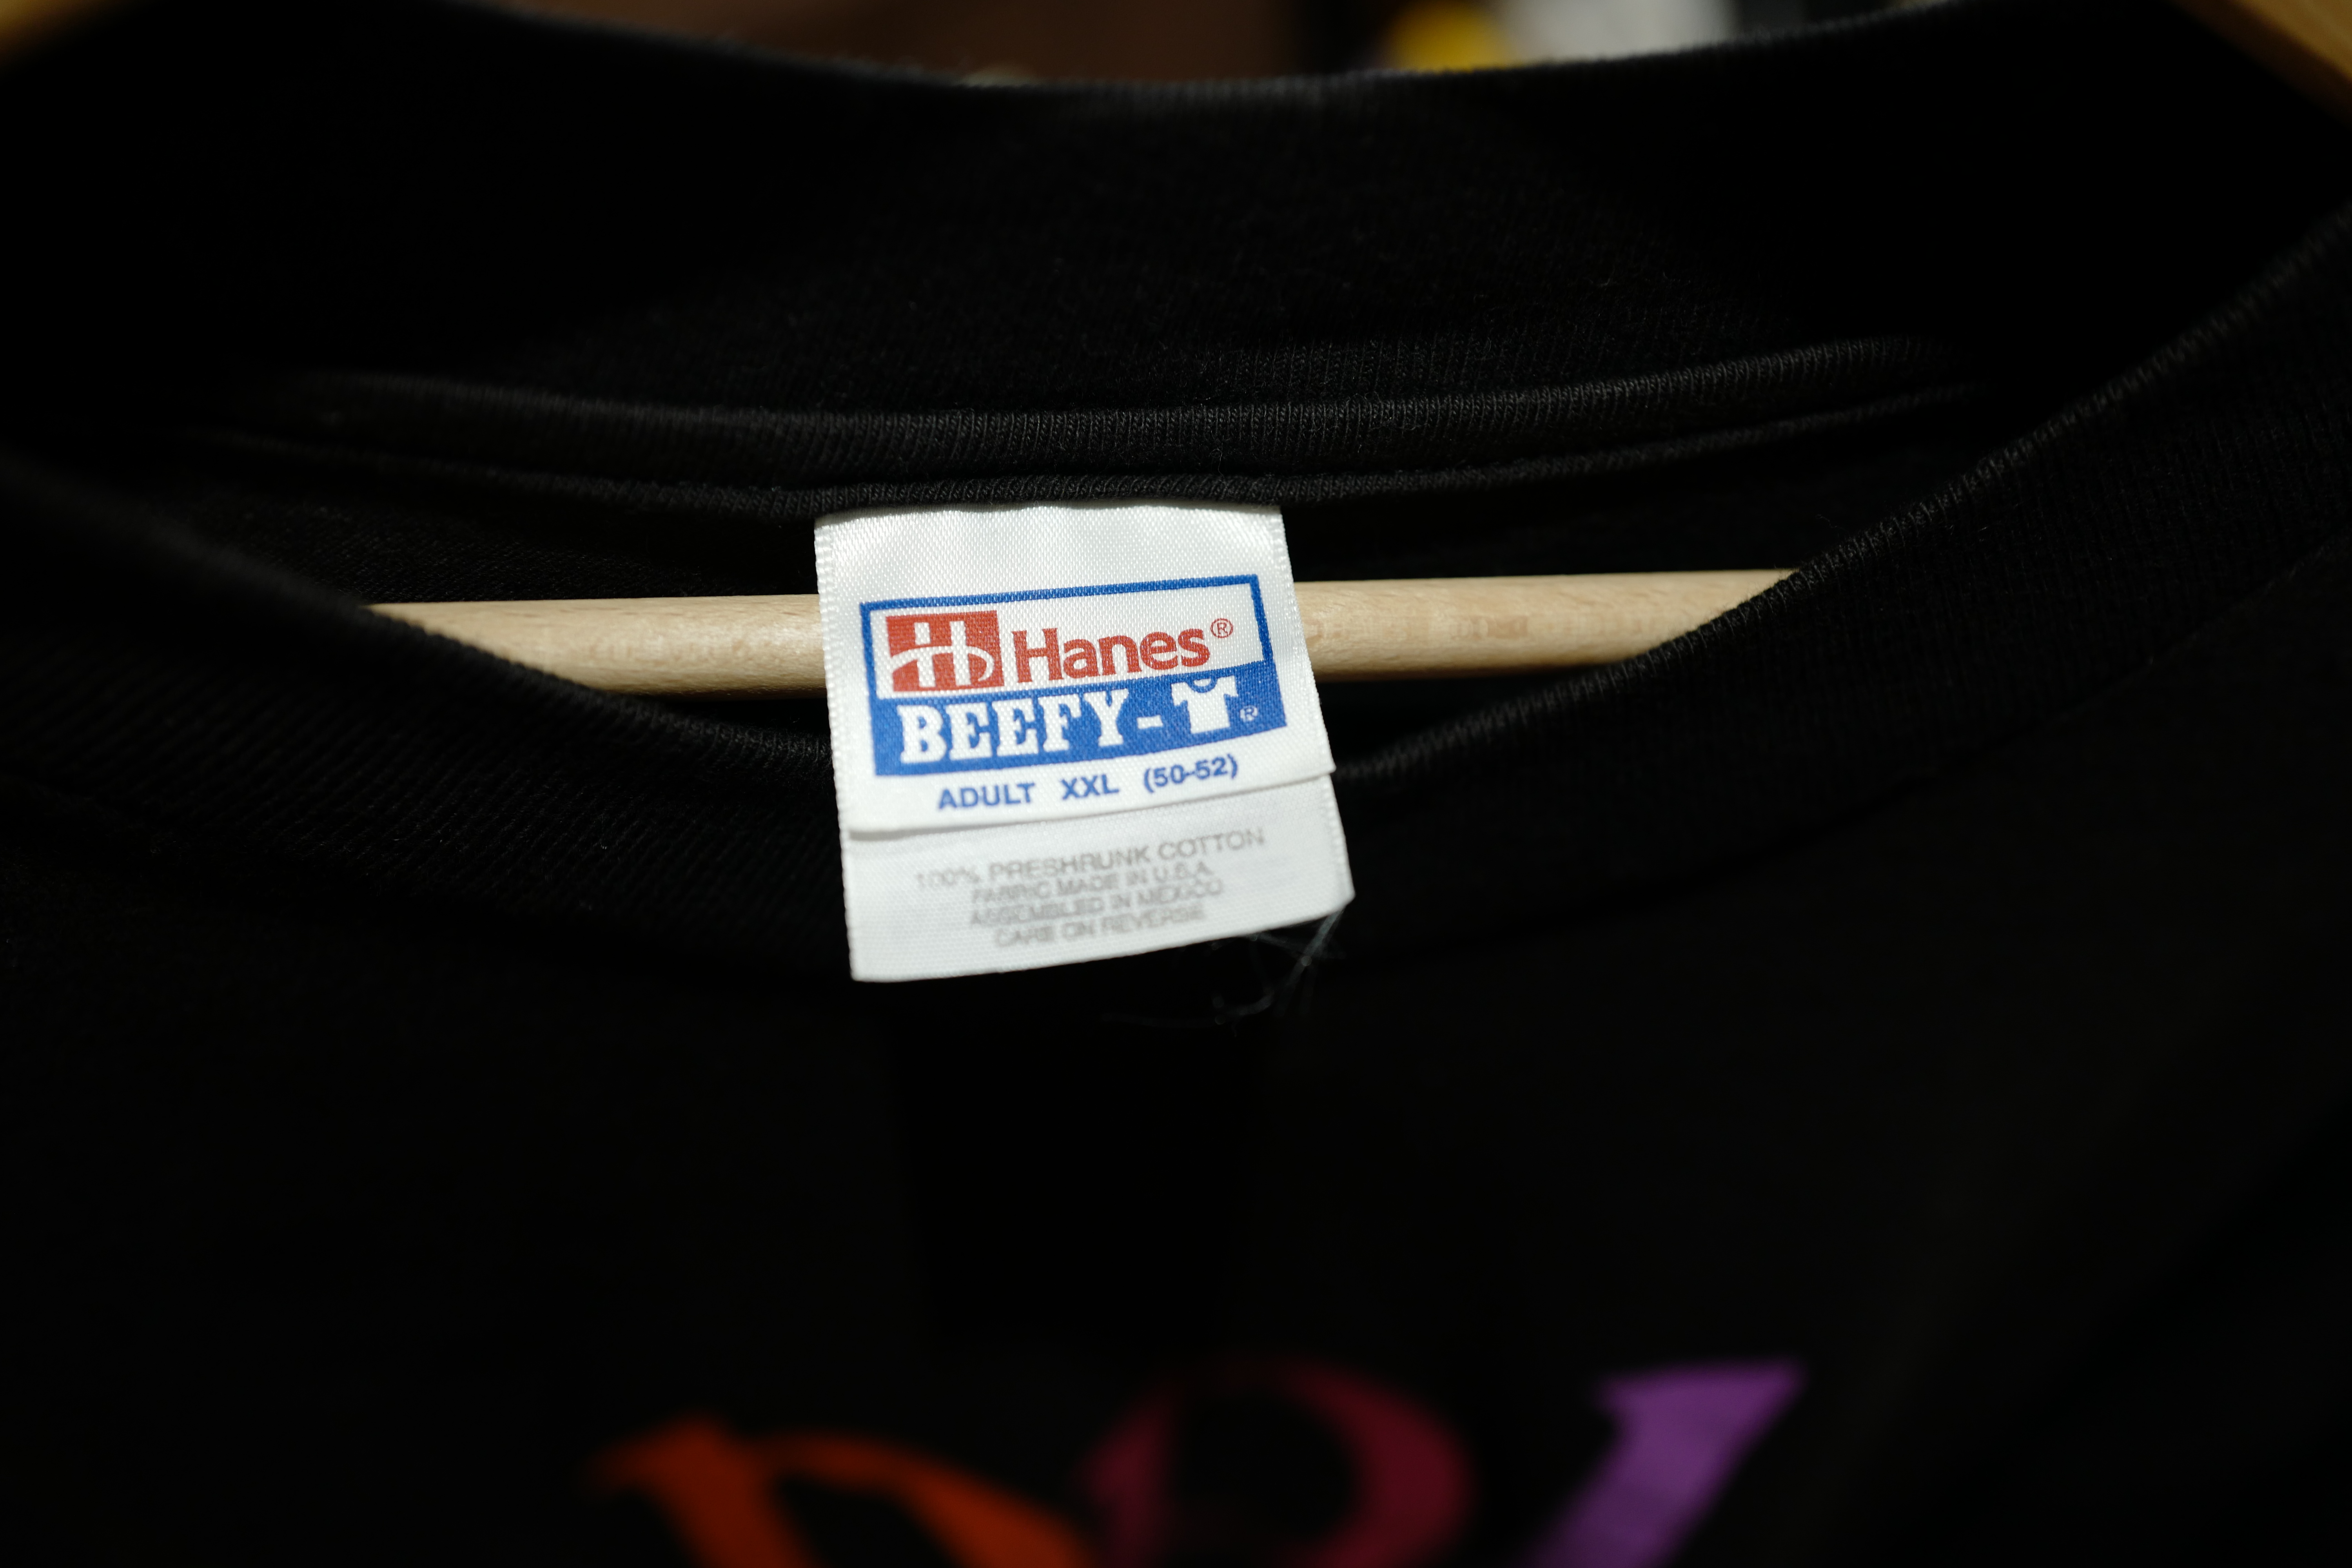 Hanes®
BEEFY-T®
ADULT XXL (50-52)
100% PRESHRUNK COTTON
FABRIC MADE IN U.S.A.
ASSEMBLED IN MEXICO
CARE ON REVERSE